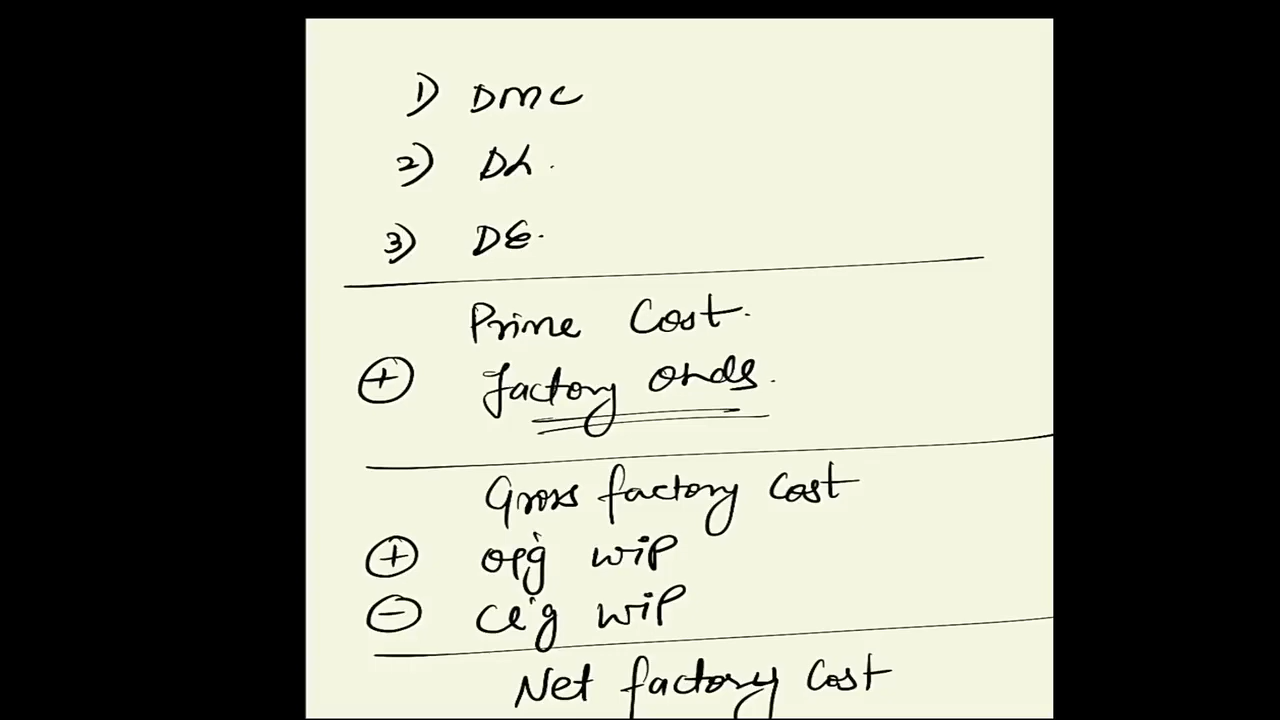 1) DMC
2) DL.
3) DE.
Prime Cost.
+ factory ohds.
Gross factory cost
+ opg wip
- clg wip
Net factory cost